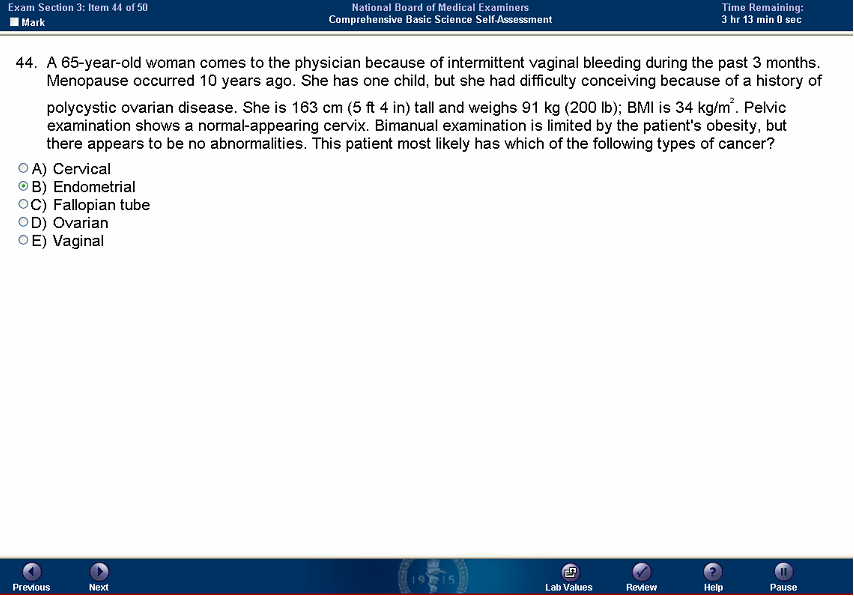 Exam Section 3: Item 44 of 50
National Board of Medical Examiners
Time Remaining:
Mark
Comprehensive Basic Science Self-Assessment
3 hr 13 min 0 sec
44. A 65-year-old woman comes to the physician because of intermittent vaginal bleeding during the past 3 months.
Menopause occurred 10 years ago. She has one child, but she had difficulty conceiving because of a history of
polycystic ovarian disease. She is 163 cm (5 ft 4 in) tall and weighs 91 kg (200 lb); BMI is 34 kg/m². Pelvic
examination shows a normal-appearing cervix. Bimanual examination is limited by the patient's obesity, but
there appears to be no abnormalities. This patient most likely has which of the following types of cancer?
A) Cervical
B) Endometrial
C) Fallopian tube
D) Ovarian
E) Vaginal
1915
Previous
Next
Lab Values
Review
Help
Pause